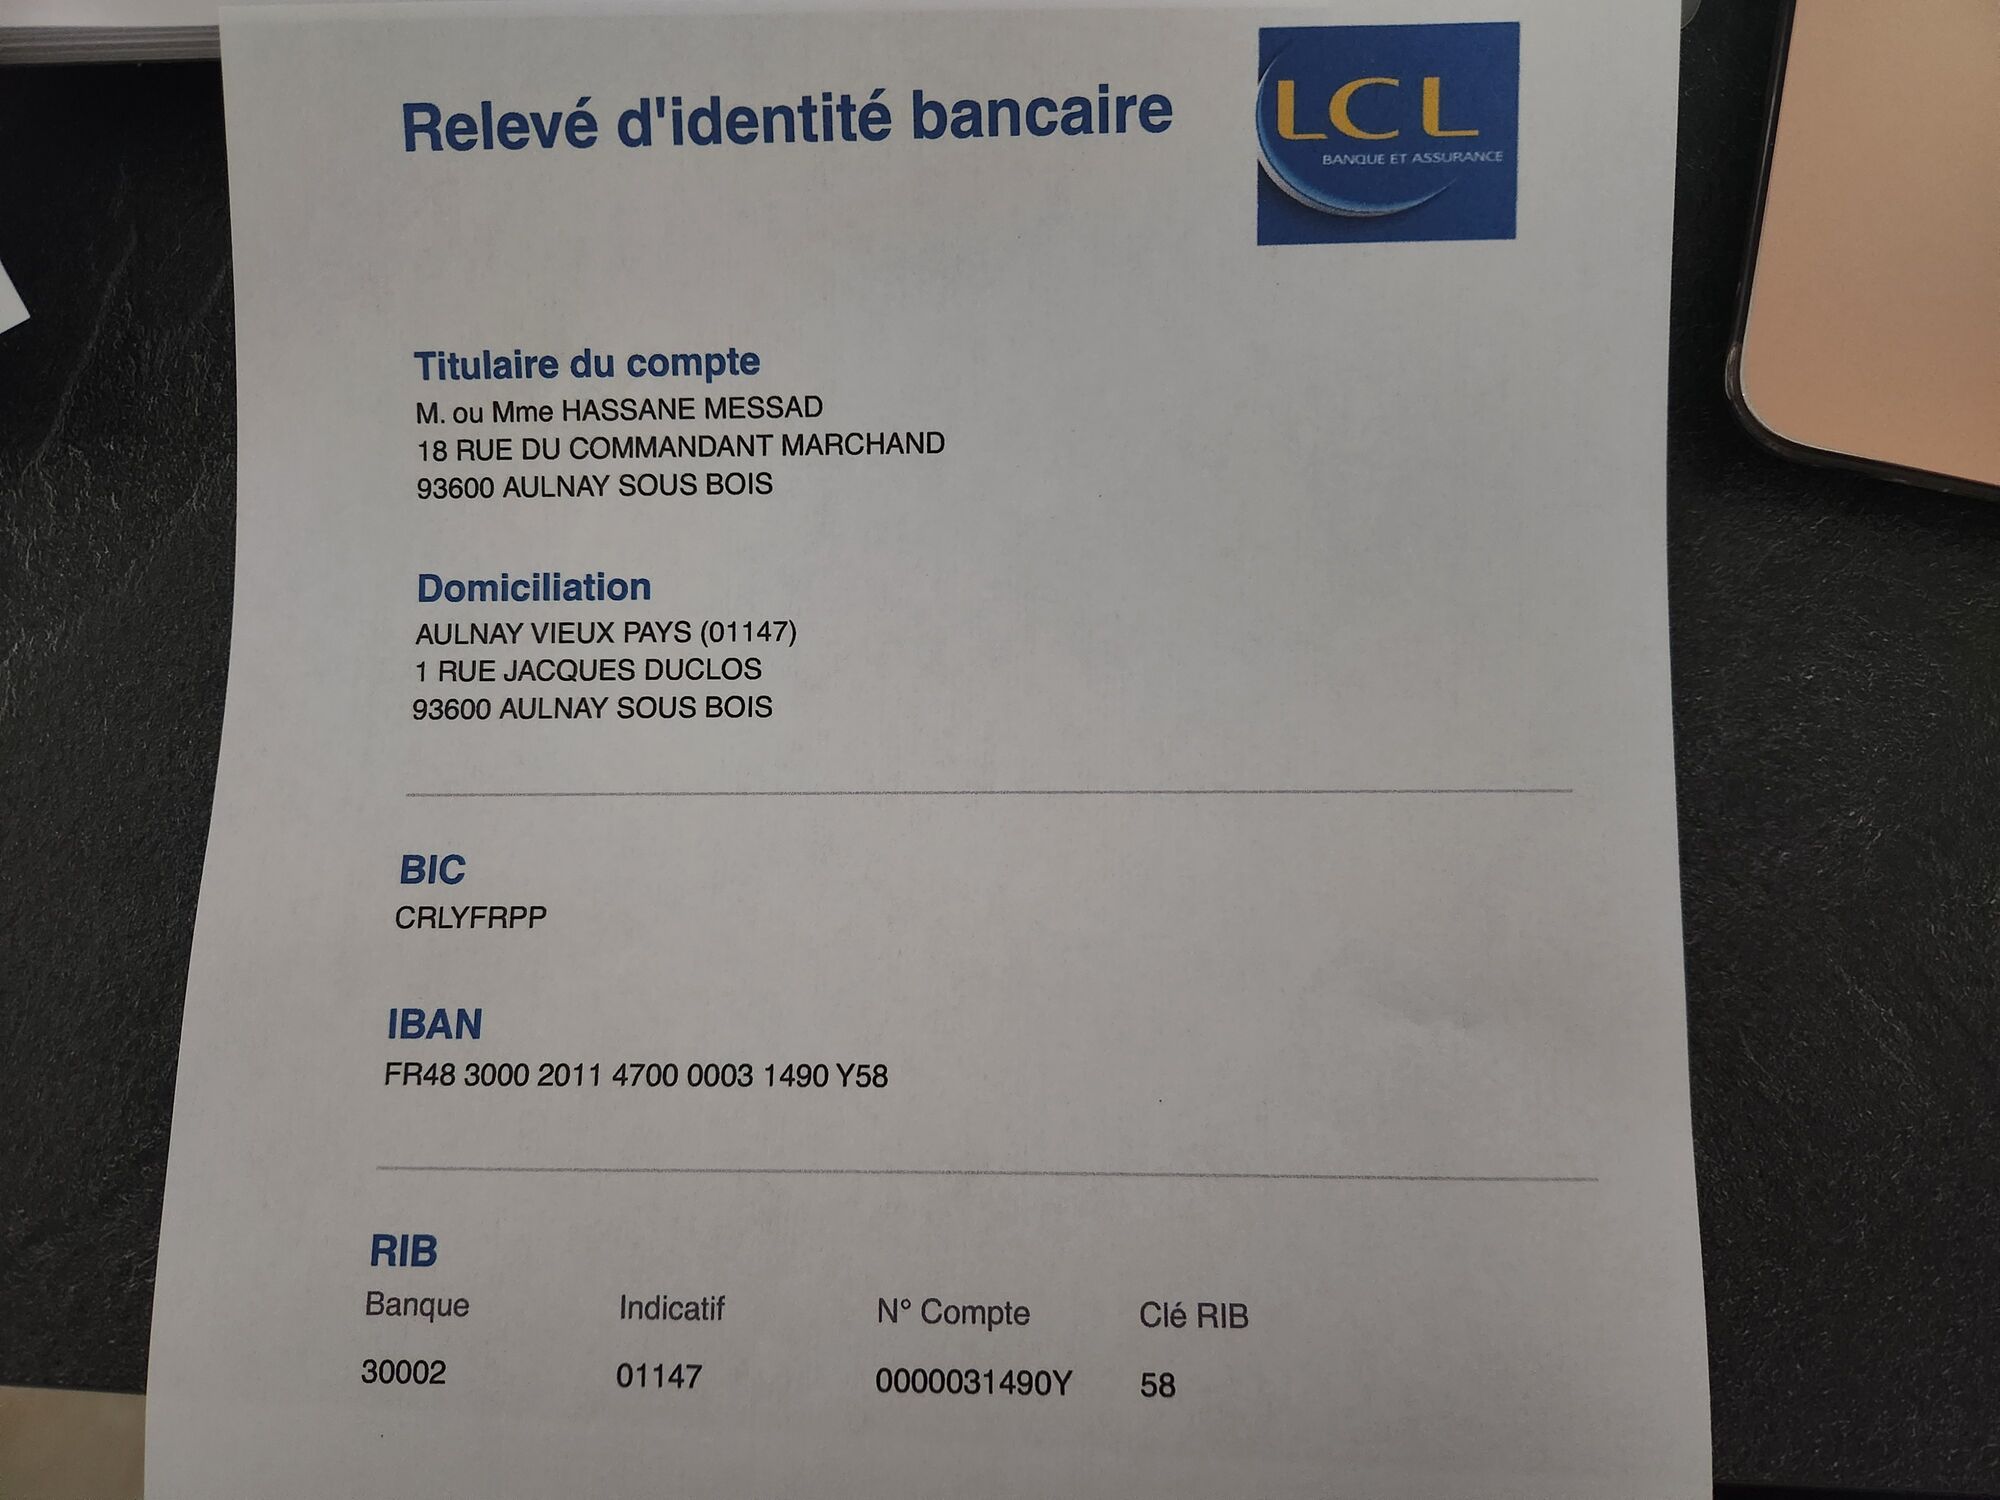 Relevé d'identité bancaire
LCL
BANQUE ET ASSURANCE
Titulaire du compte
M. ou Mme HASSANE MESSAD
18 RUE DU COMMANDANT MARCHAND
93600 AULNAY SOUS BOIS
Domiciliation
AULNAY VIEUX PAYS (01147)
1 RUE JACQUES DUCLOS
93600 AULNAY SOUS BOIS
BIC
CRLYFRPP
IBAN
FR48 3000 2011 4700 0003 1490 Y58
RIB
Banque Indicatif N° Compte Clé RIB
30002 01147 0000031490Y 58